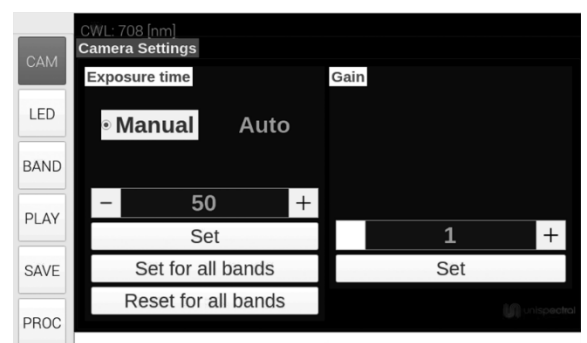 CWL: 708 [nm]
Camera Settings
CAM
LED
BAND
PLAY
SAVE
PROC
Exposure time
Manual Auto
− 50 +
Set
Set for all bands
Reset for all bands
Gain
1 +
Set
unispectral